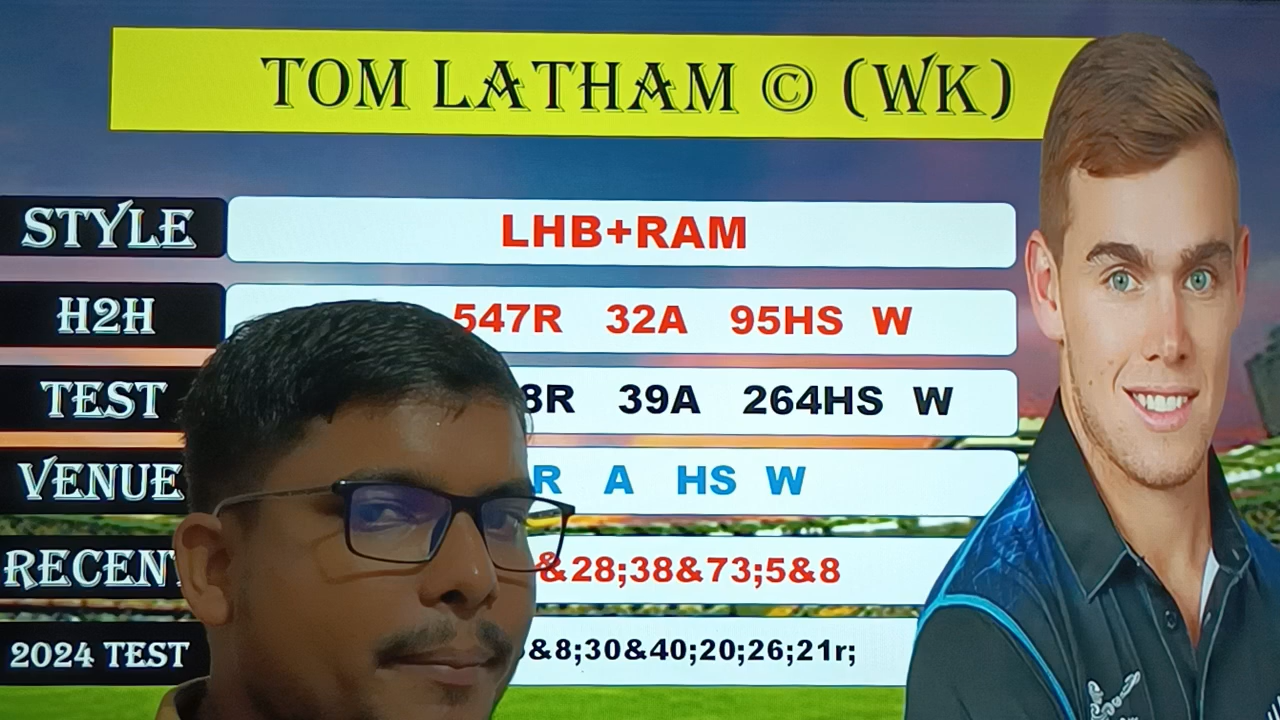 TOM LATHAM © (WK)
STYLE LHB+RAM
H2H 547R 32A 95HS W
TEST 39A 264HS W
VENUE R A HS W
RECENT &28;38&73;5&8
2024 TEST &8;30&40;20;26;21r;